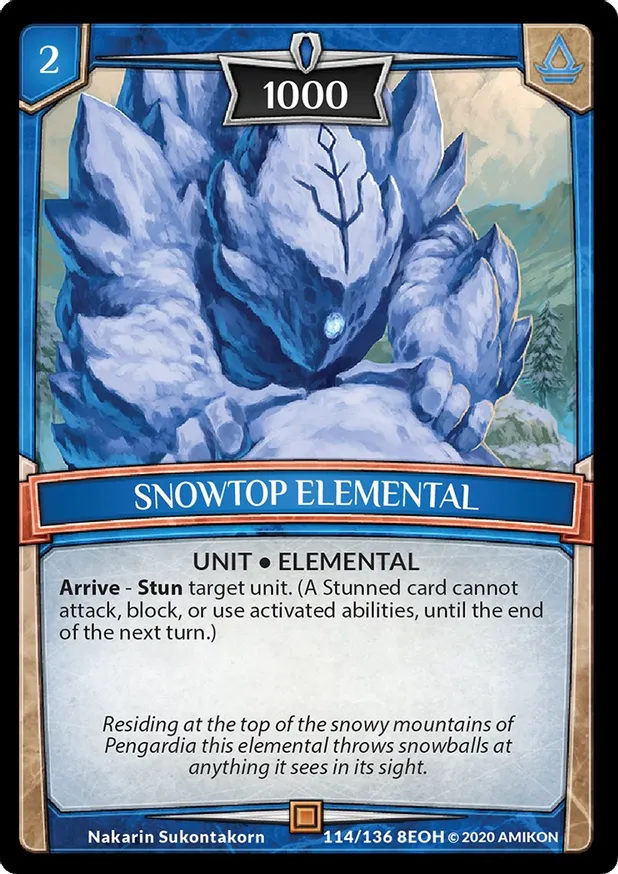 2
1000
SNOWTOP ELEMENTAL
UNIT • ELEMENTAL
Arrive - Stun target unit. (A Stunned card cannot
attack, block, or use activated abilities, until the end
of the next turn.)
Residing at the top of the snowy mountains of
Pengardia this elemental throws snowballs at
anything it sees in its sight.
Nakarin Sukontakorn
114/136 8EOH © 2020 AMIKON